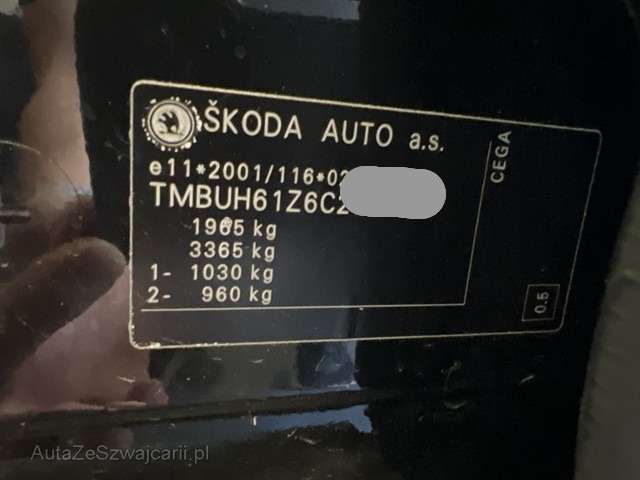 ŠKODA AUTO a.s.
e11*2001/116*02
TMBUH61Z6C2
1965 kg
3365 kg
1- 1030 kg
2- 960 kg
CEGA
0.5
AutaZeSzwajcarii.pl